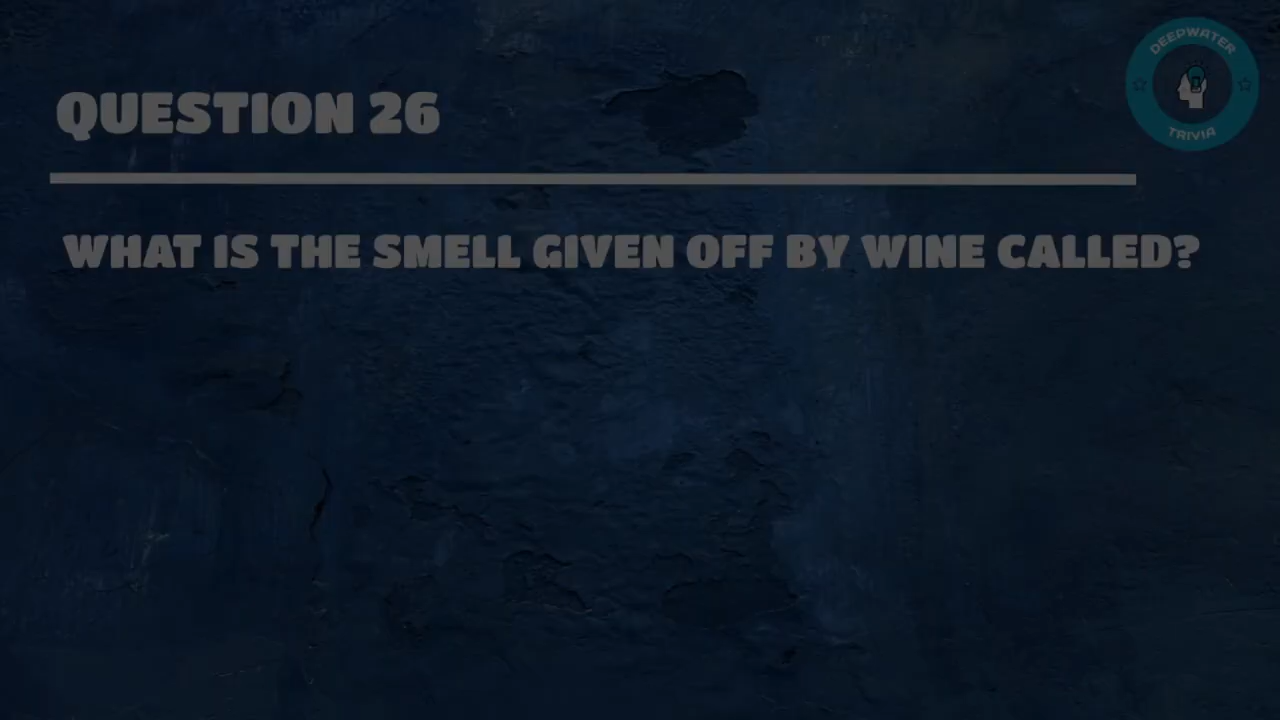 DEEPWATER
TRIVIA
QUESTION 26
WHAT IS THE SMELL GIVEN OFF BY WINE CALLED?